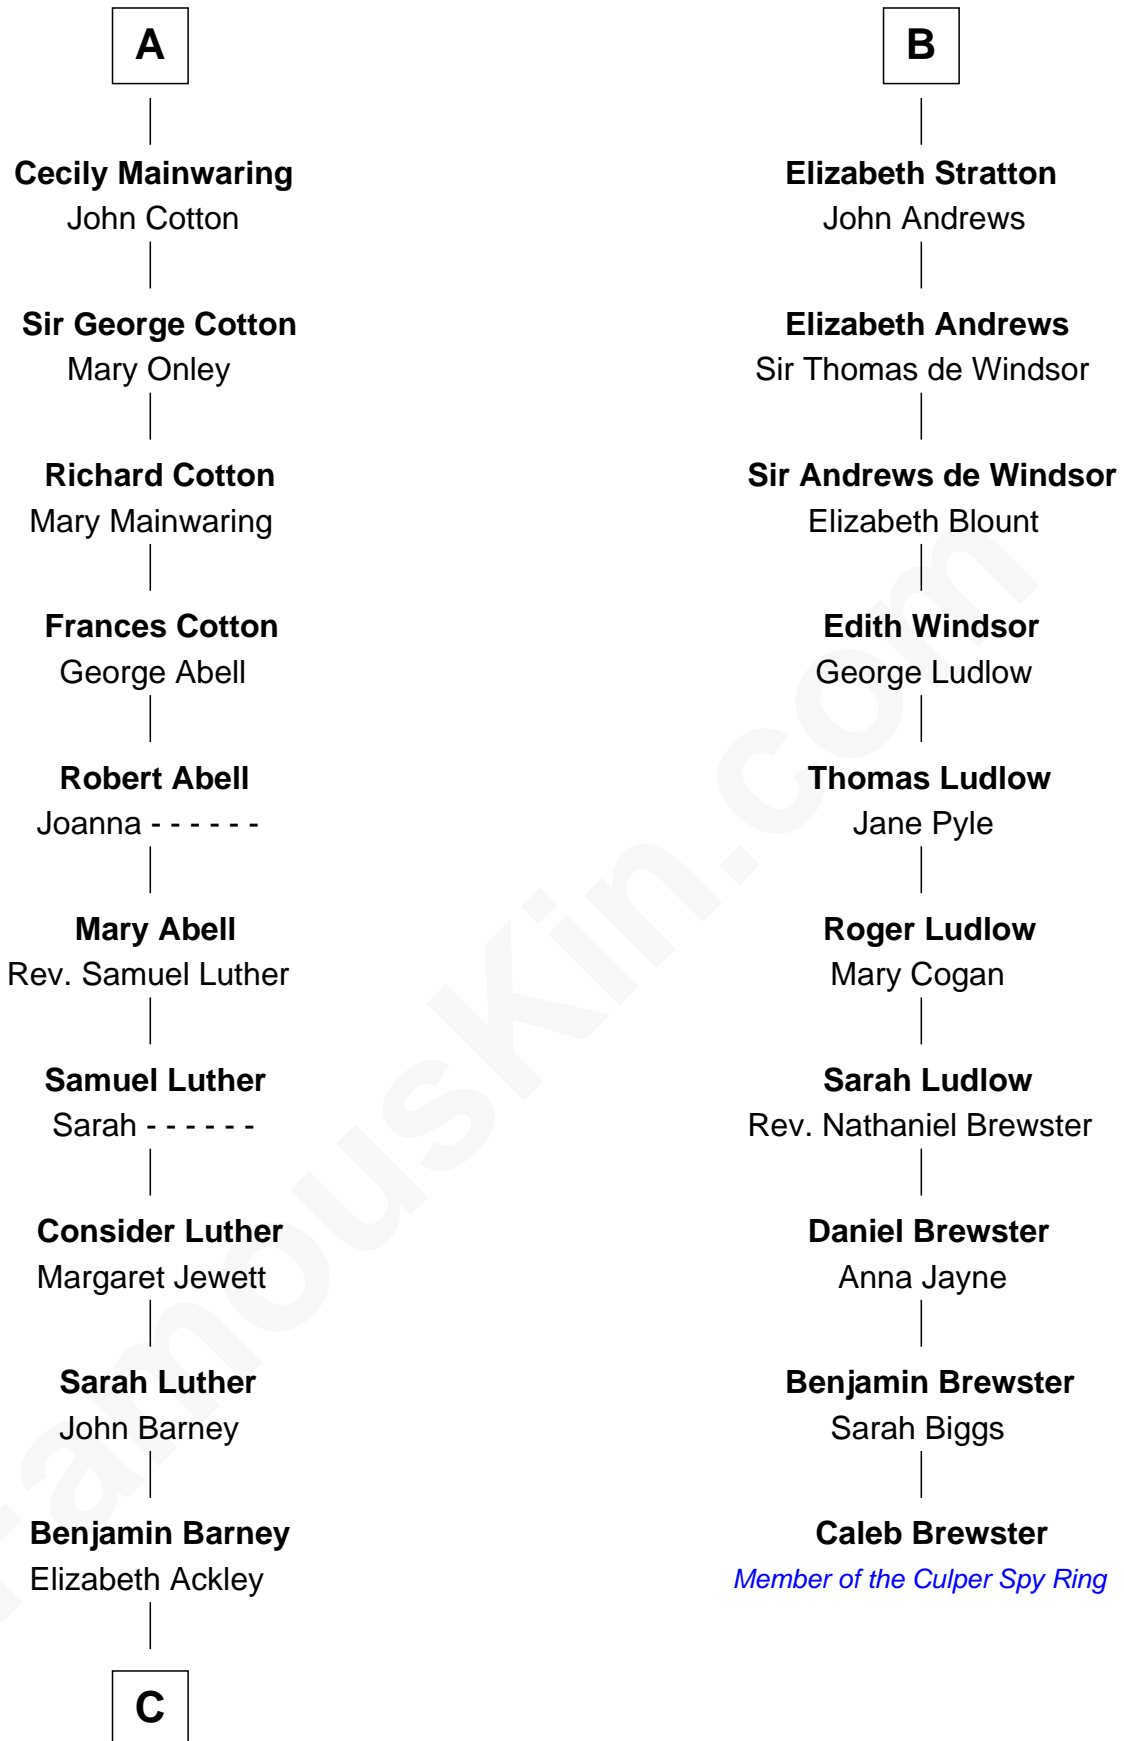 A
Cecily Mainwaring
John Cotton
Sir George Cotton
Mary Onley
Richard Cotton
Mary Mainwaring
Frances Cotton
George Abell
Robert Abell
Joanna - - - - - -
Mary Abell
Rev. Samuel Luther
Samuel Luther
Sarah - - - - - -
Consider Luther
Margaret Jewett
Sarah Luther
John Barney
Benjamin Barney
Elizabeth Ackley
C
B
Elizabeth Stratton
John Andrews
Elizabeth Andrews
Sir Thomas de Windsor
Sir Andrews de Windsor
Elizabeth Blount
Edith Windsor
George Ludlow
Thomas Ludlow
Jane Pyle
Roger Ludlow
Mary Cogan
Sarah Ludlow
Rev. Nathaniel Brewster
Daniel Brewster
Anna Jayne
Benjamin Brewster
Sarah Biggs
Caleb Brewster
Member of the Culper Spy Ring
FamousKin.com